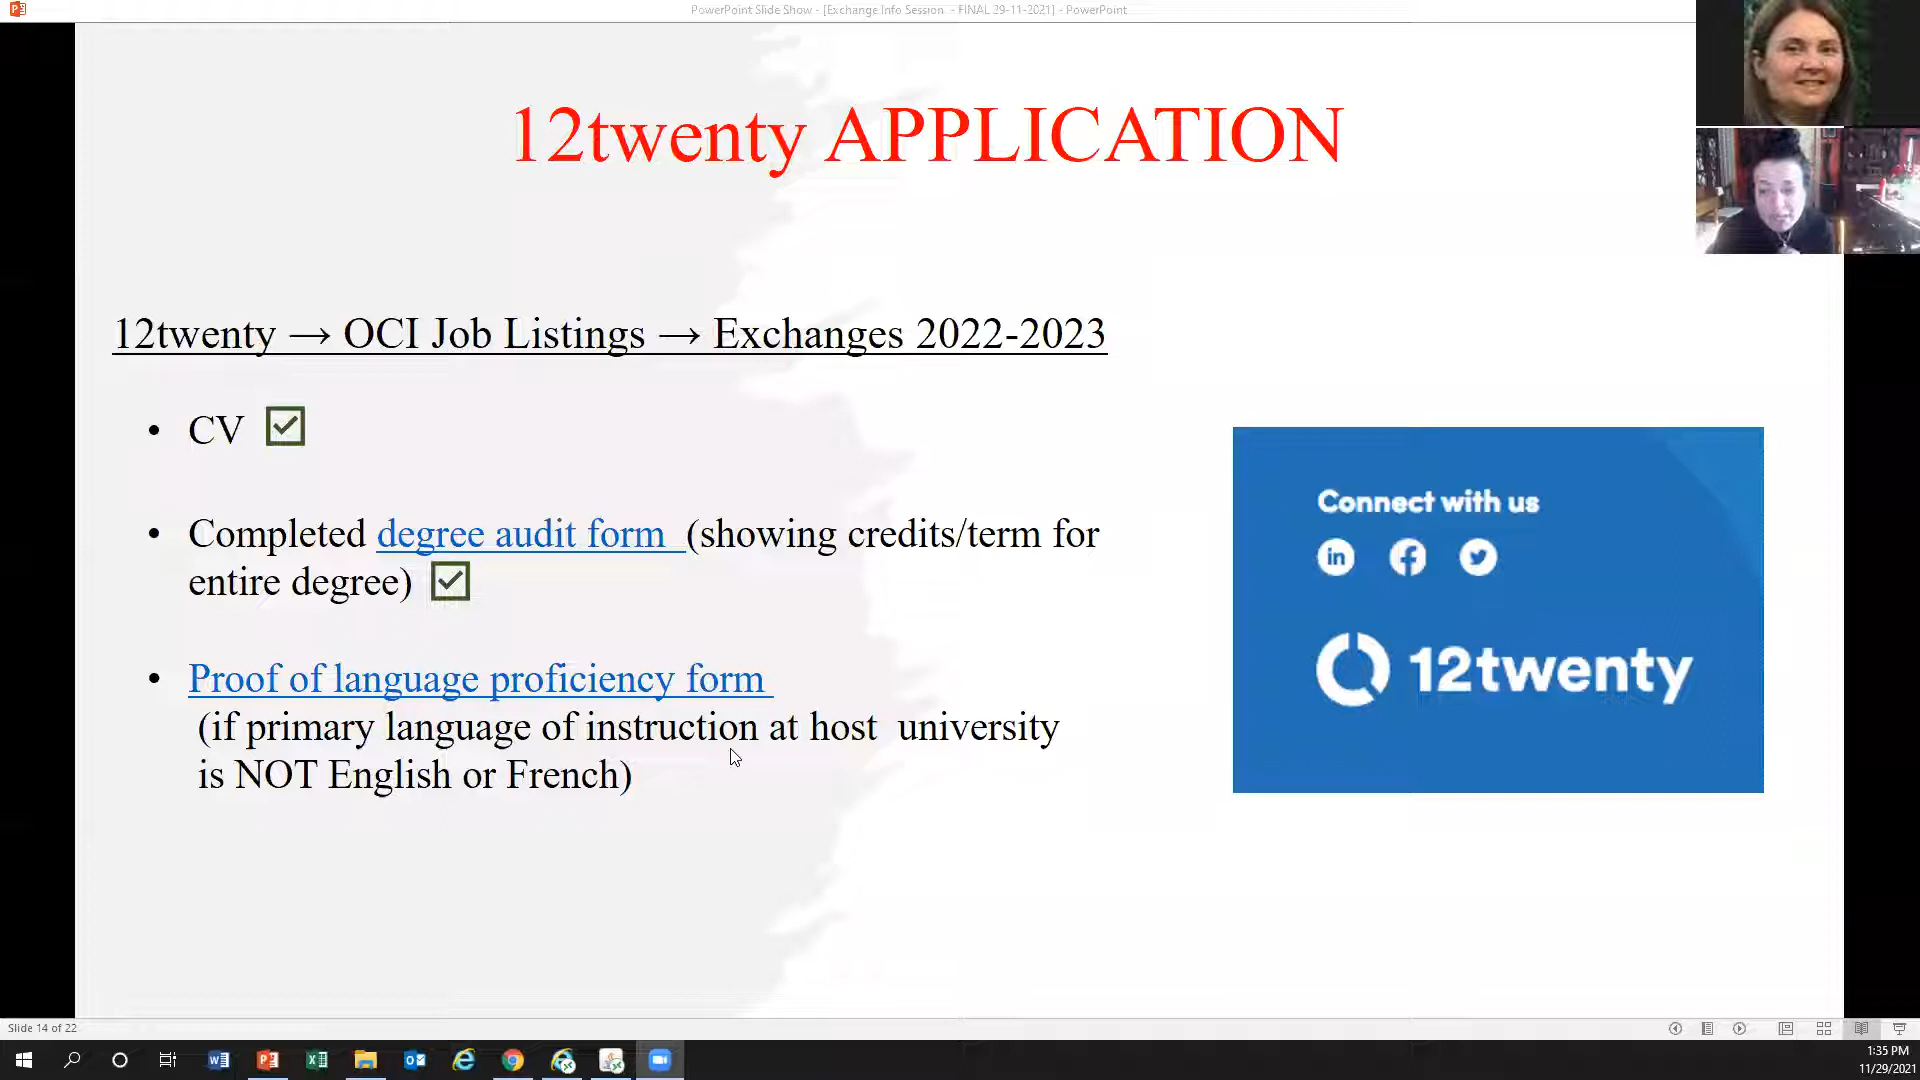 PowerPoint Slide Show - [Exchange Info Session - FINAL 29-11-2021] - PowerPoint
12twenty APPLICATION
12twenty → OCI Job Listings → Exchanges 2022-2023
• CV
• Completed degree audit form (showing credits/term for
entire degree)
• Proof of language proficiency form
(if primary language of instruction at host university
is NOT English or French)
Connect with us
12twenty
Slide 14 of 22
1:35 PM
11/29/2021